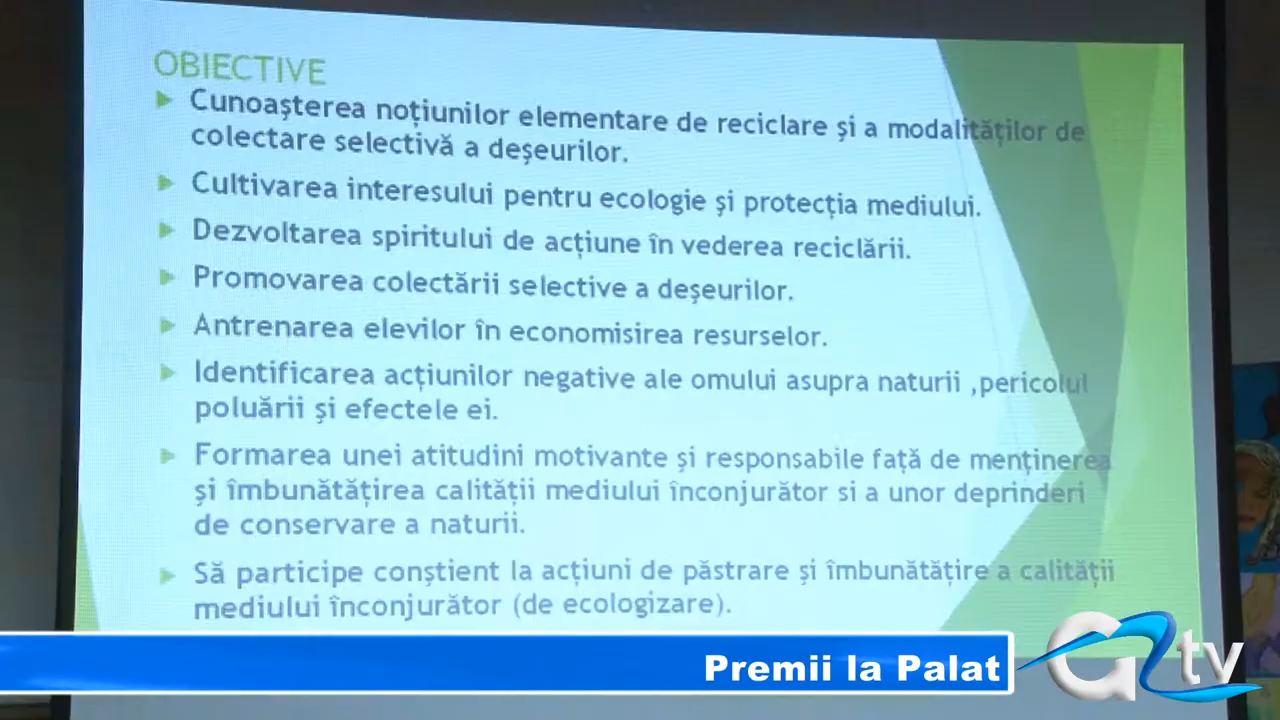 OBIECTIVE
Cunoaşterea noţiunilor elementare de reciclare şi a modalităţilor de
colectare selectivă a deşeurilor.
Cultivarea interesului pentru ecologie şi protecţia mediului.
Dezvoltarea spiritului de acţiune în vederea reciclării.
Promovarea colectării selective a deşeurilor.
Antrenarea elevilor în economisirea resurselor.
Identificarea acţiunilor negative ale omului asupra naturii ,pericolul
poluării şi efectele ei.
Formarea unei atitudini motivante şi responsabile faţă de menţinerea
şi îmbunătăţirea calităţii mediului înconjurător si a unor deprinderi
de conservare a naturii.
Să participe conştient la acţiuni de păstrare şi îmbunătăţire a calităţii
mediului înconjurător (de ecologizare).
Premii la Palat
G2 tv